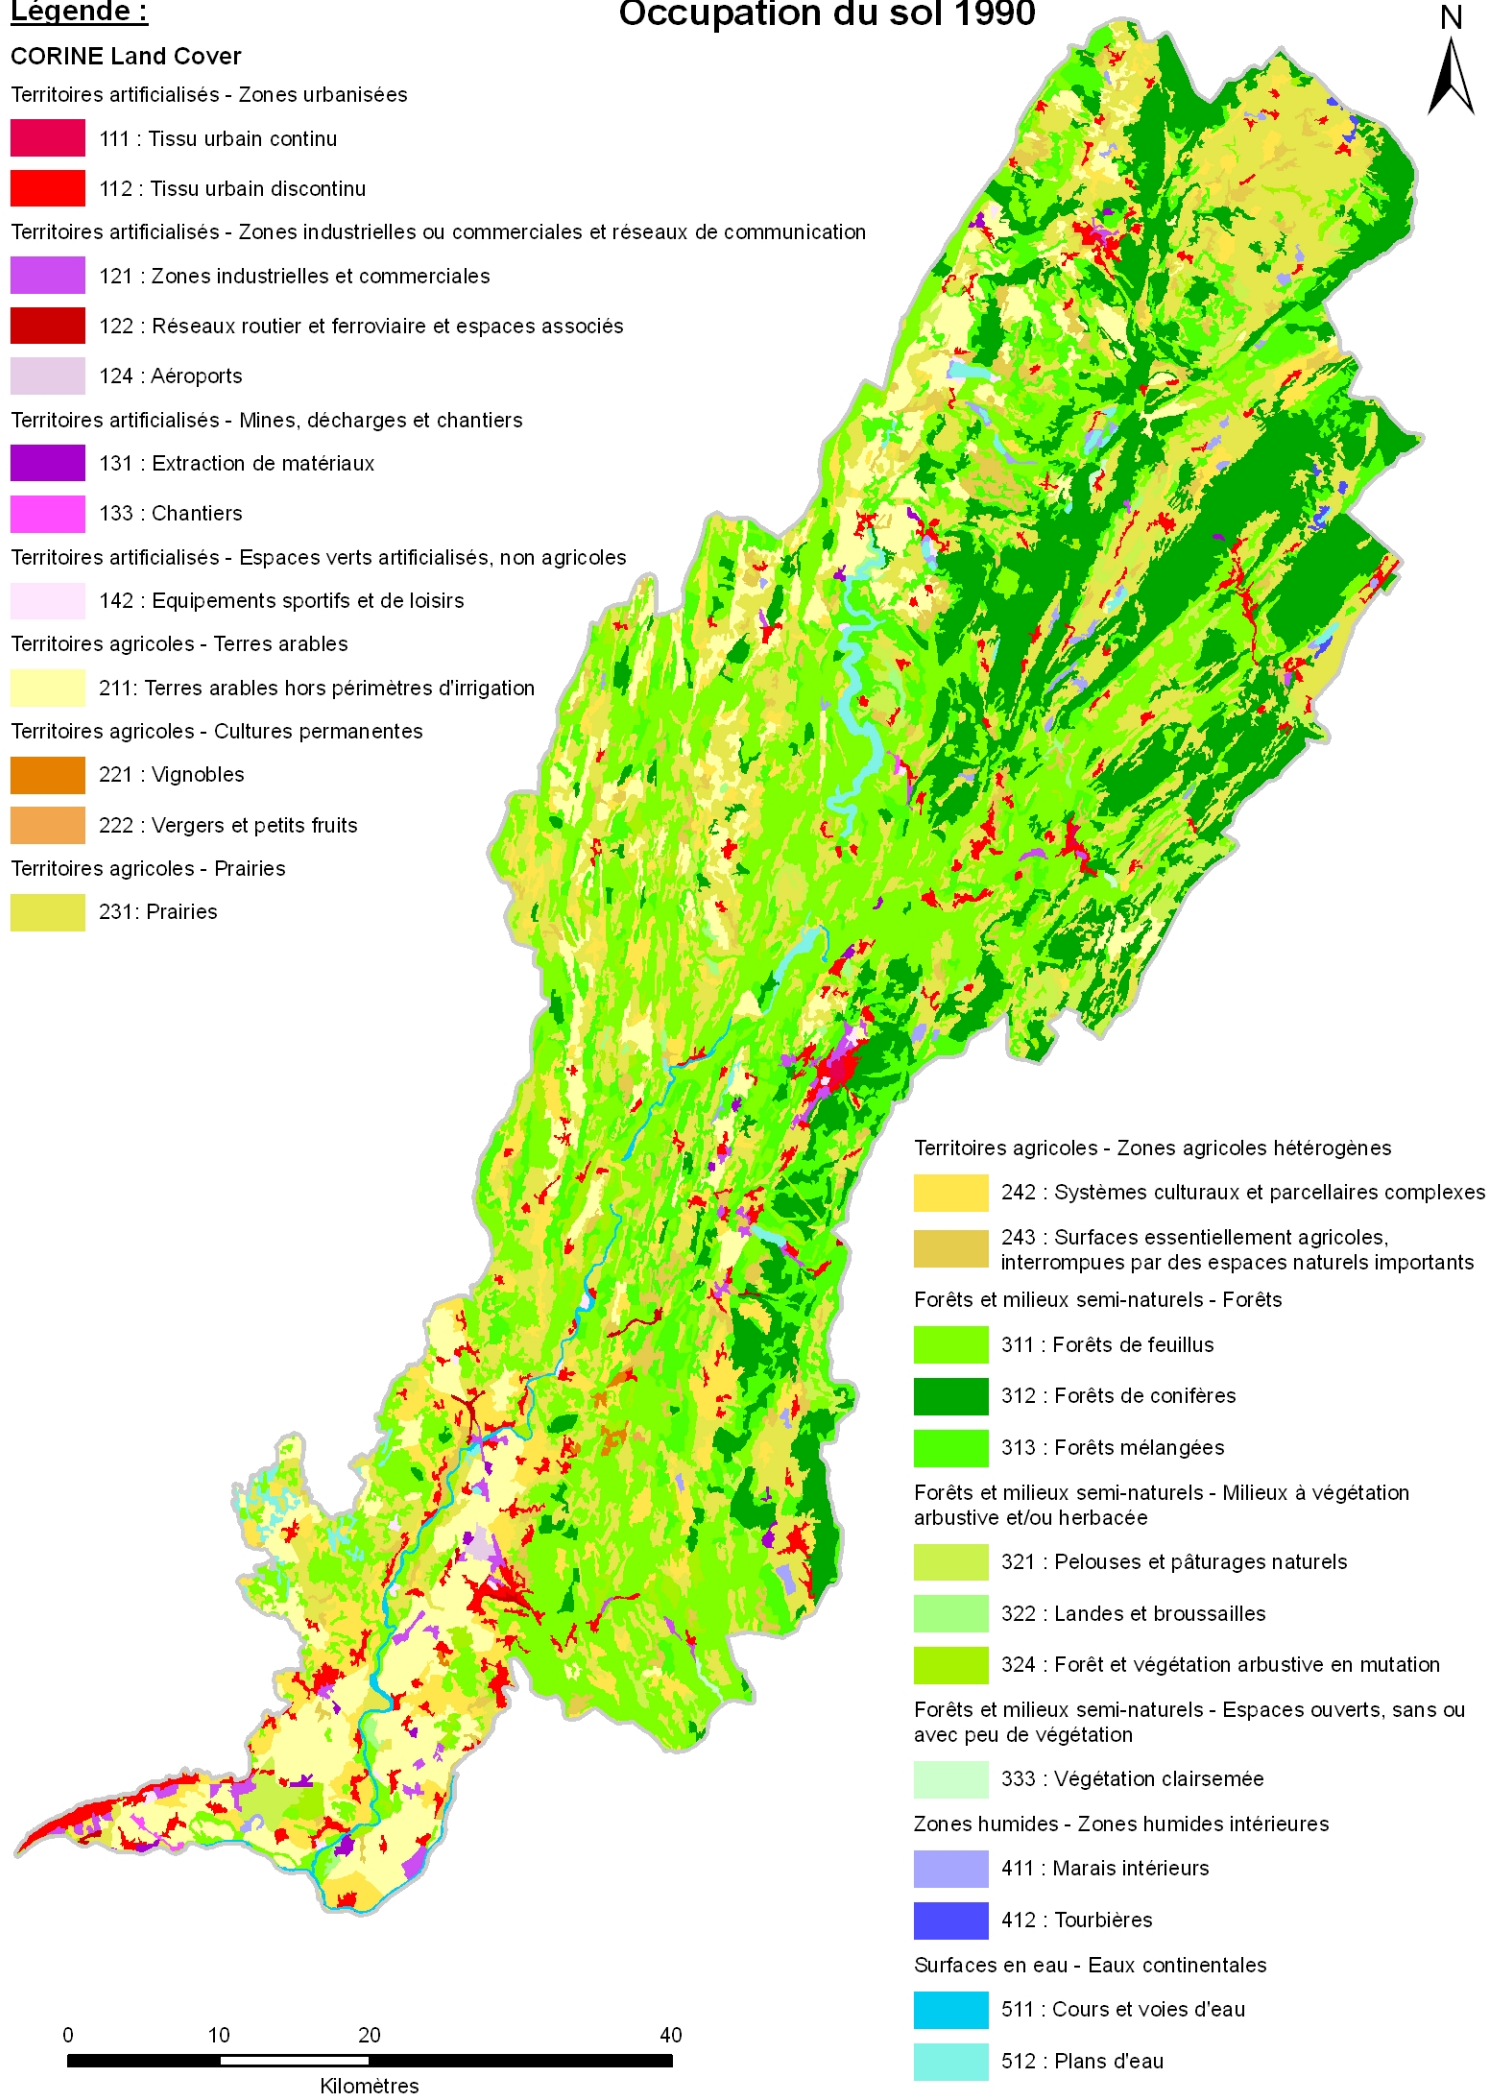 Légende :
Occupation du sol 1990
N
CORINE Land Cover
Territoires artificialisés - Zones urbanisées
111 : Tissu urbain continu
112 : Tissu urbain discontinu
Territoires artificialisés - Zones industrielles ou commerciales et réseaux de communication
121 : Zones industrielles et commerciales
122 : Réseaux routier et ferroviaire et espaces associés
124 : Aéroports
Territoires artificialisés - Mines, décharges et chantiers
131 : Extraction de matériaux
133 : Chantiers
Territoires artificialisés - Espaces verts artificialisés, non agricoles
142 : Equipements sportifs et de loisirs
Territoires agricoles - Terres arables
211: Terres arables hors périmètres d'irrigation
Territoires agricoles - Cultures permanentes
221 : Vignobles
222 : Vergers et petits fruits
Territoires agricoles - Prairies
231: Prairies
Territoires agricoles - Zones agricoles hétérogènes
242 : Systèmes culturaux et parcellaires complexes
243 : Surfaces essentiellement agricoles,
interrompues par des espaces naturels importants
Forêts et milieux semi-naturels - Forêts
311 : Forêts de feuillus
312 : Forêts de conifères
313 : Forêts mélangées
Forêts et milieux semi-naturels - Milieux à végétation
arbustive et/ou herbacée
321 : Pelouses et pâturages naturels
322 : Landes et broussailles
324 : Forêt et végétation arbustive en mutation
Forêts et milieux semi-naturels - Espaces ouverts, sans ou
avec peu de végétation
333 : Végétation clairsemée
Zones humides - Zones humides intérieures
411 : Marais intérieurs
412 : Tourbières
Surfaces en eau - Eaux continentales
511 : Cours et voies d'eau
512 : Plans d'eau
0 10 20 40
Kilomètres